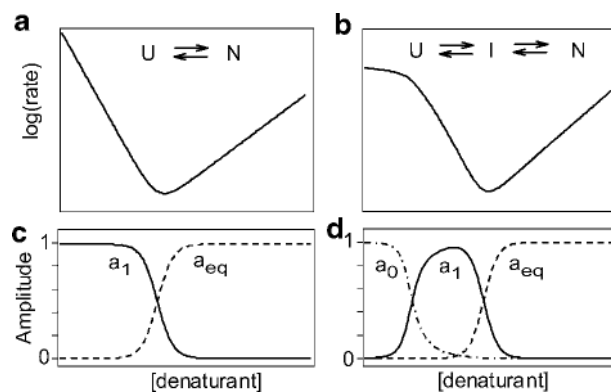 a
b
U ⇌ N
U ⇌ I ⇌ N
log(rate)
c
d
1
a1
aeq
0
Amplitude
[denaturant]
1
a0
a1
aeq
0
[denaturant]